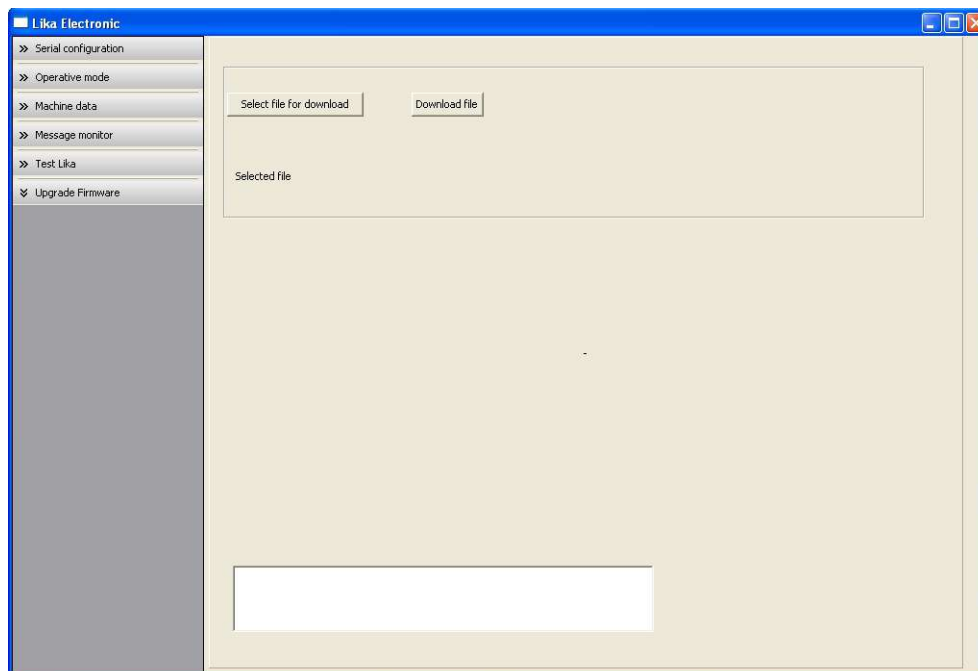 Lika Electronic
Serial configuration
Operative mode
Machine data
Message monitor
Test Lika
Upgrade Firmware
Select file for download
Download file
Selected file
-